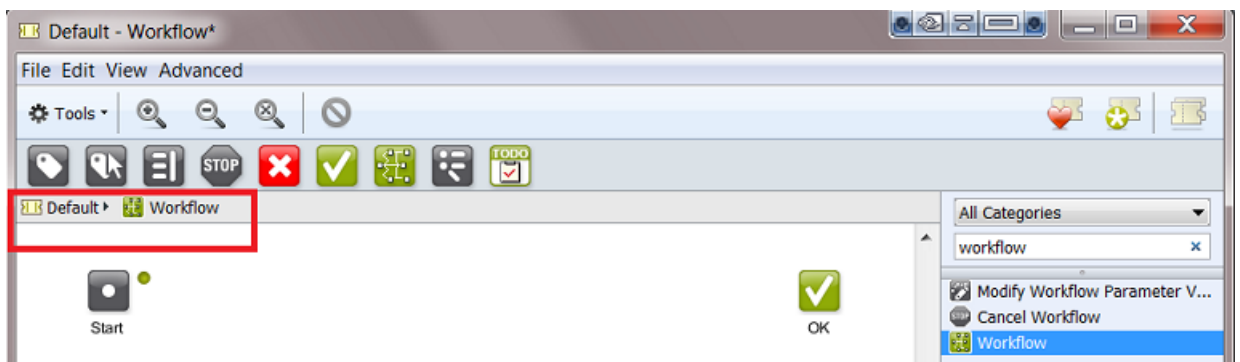 Default - Workflow*
File Edit View Advanced
Tools
STOP
TODO
Default Workflow
All Categories
workflow
Modify Workflow Parameter V...
Cancel Workflow
Workflow
Start
OK